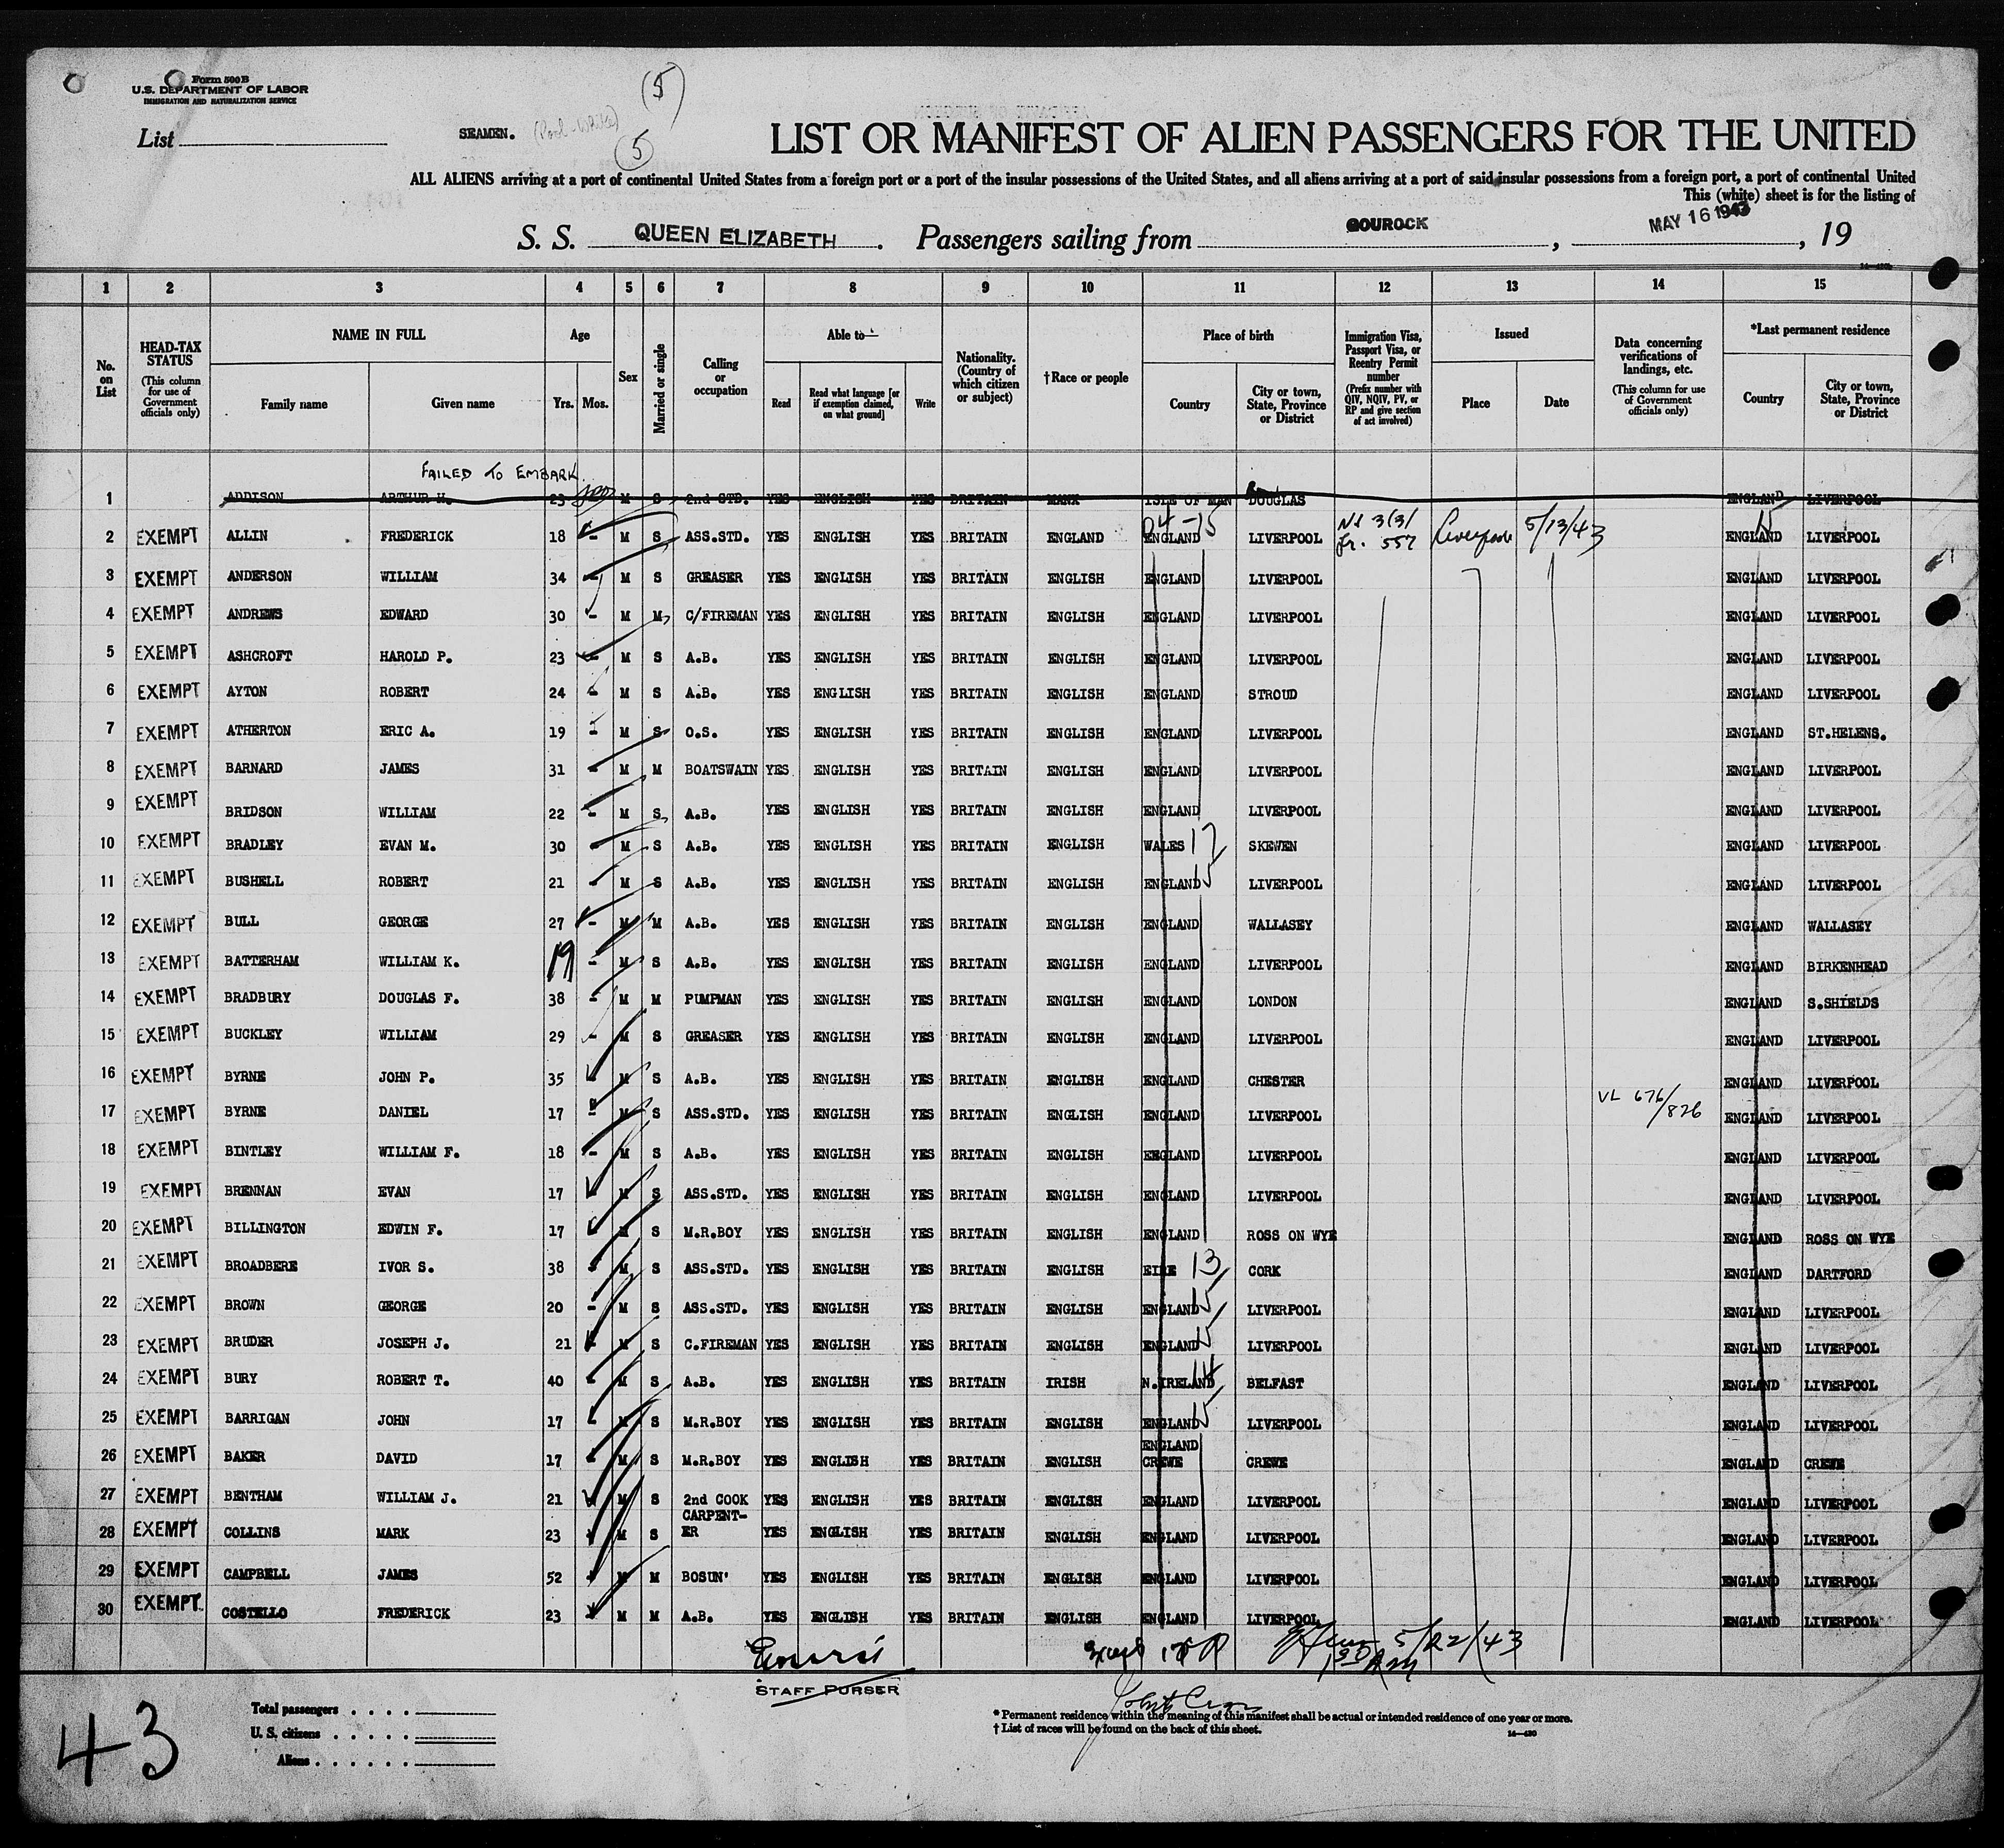 Form 500B
U.S. DEPARTMENT OF LABOR
IMMIGRATION AND NATURALIZATION SERVICE
(5)
List
SEAMEN. (Pool-White)
5
LIST OR MANIFEST OF ALIEN PASSENGERS FOR THE UNITED
ALL ALIENS arriving at a port of continental United States from a foreign port or a port of the insular possessions of the United States, and all aliens arriving at a port of said insular possessions from a foreign port, a port of continental United
This (white) sheet is for the listing of
S. S. QUEEN ELIZABETH. Passengers sailing from GOUROCK, MAY 16 1943, 19
1 2 3 4 5 6 7 8 9 10 11 12 13 14 15
No. on List
HEAD-TAX STATUS (This column for use of Government officials only)
NAME IN FULL Family name Given name
Age Yrs. Mos.
Sex
Married or single
Calling or occupation
Able to— Read Read what language [or if exemption claimed, on what ground] Write
Nationality. (Country of which citizen or subject)
†Race or people
Place of birth Country City or town, State, Province or District
Immigration Visa, Passport Visa, or Reentry Permit number (Prefix number with QIV, NQIV, PV, or RP and give section of act involved)
Issued Place Date
Data concerning verifications of landings, etc. (This column for use of Government officials only)
*Last permanent residence Country City or town, State, Province or District
FAILED TO EMBARK
1 ADDISON ARTHUR H. 23 M S 2nd STD. YES ENGLISH YES BRITAIN MANX ISLE OF MAN DOUGLAS ENGLAND LIVERPOOL
2 EXEMPT ALLIN FREDERICK 18 - M S ASS.STD. YES ENGLISH YES BRITAIN ENGLAND ENGLAND 04-15 LIVERPOOL 3(3) 557 Liverpool 5/13/43 ENGLAND 15 LIVERPOOL
3 EXEMPT ANDERSON WILLIAM 34 - M S GREASER YES ENGLISH YES BRITAIN ENGLISH ENGLAND LIVERPOOL ENGLAND LIVERPOOL
4 EXEMPT ANDREWS EDWARD 30 - M M C/FIREMAN YES ENGLISH YES BRITAIN ENGLISH ENGLAND LIVERPOOL ENGLAND LIVERPOOL
5 EXEMPT ASHCROFT HAROLD P. 23 - M S A.B. YES ENGLISH YES BRITAIN ENGLISH ENGLAND LIVERPOOL ENGLAND LIVERPOOL
6 EXEMPT AYTON ROBERT 24 - M S A.B. YES ENGLISH YES BRITAIN ENGLISH ENGLAND STROUD ENGLAND LIVERPOOL
7 EXEMPT ATHERTON ERIC A. 19 - M S O.S. YES ENGLISH YES BRITAIN ENGLISH ENGLAND LIVERPOOL ENGLAND ST.HELENS.
8 EXEMPT BARNARD JAMES 31 - M M BOATSWAIN YES ENGLISH YES BRITAIN ENGLISH ENGLAND LIVERPOOL ENGLAND LIVERPOOL
9 EXEMPT BRIDSON WILLIAM 22 - M S A.B. YES ENGLISH YES BRITAIN ENGLISH ENGLAND LIVERPOOL ENGLAND LIVERPOOL
10 EXEMPT BRADLEY EVAN M. 30 - M S A.B. YES ENGLISH YES BRITAIN ENGLISH WALES 17 SKEWEN ENGLAND LIVERPOOL
11 EXEMPT BUSHELL ROBERT 21 - M S A.B. YES ENGLISH YES BRITAIN ENGLISH ENGLAND 15 LIVERPOOL ENGLAND LIVERPOOL
12 EXEMPT BULL GEORGE 27 - M M A.B. YES ENGLISH YES BRITAIN ENGLISH ENGLAND WALLASEY ENGLAND WALLASEY
13 EXEMPT BATTERHAM WILLIAM K. 19 - M S A.B. YES ENGLISH YES BRITAIN ENGLISH ENGLAND LIVERPOOL ENGLAND BIRKENHEAD
14 EXEMPT BRADBURY DOUGLAS F. 38 - M M PUMPMAN YES ENGLISH YES BRITAIN ENGLISH ENGLAND LONDON ENGLAND S.SHIELDS
15 EXEMPT BUCKLEY WILLIAM 29 - M S GREASER YES ENGLISH YES BRITAIN ENGLISH ENGLAND LIVERPOOL ENGLAND LIVERPOOL
16 EXEMPT BYRNE JOHN P. 35 - M S A.B. YES ENGLISH YES BRITAIN ENGLISH ENGLAND CHESTER ENGLAND LIVERPOOL
17 EXEMPT BYRNE DANIEL 17 - M S ASS.STD. YES ENGLISH YES BRITAIN ENGLISH ENGLAND LIVERPOOL VL 676/826 ENGLAND LIVERPOOL
18 EXEMPT BINTLEY WILLIAM F. 18 - M S A.B. YES ENGLISH YES BRITAIN ENGLISH ENGLAND LIVERPOOL ENGLAND LIVERPOOL
19 EXEMPT BRENNAN EVAN 17 - M S ASS.STD. YES ENGLISH YES BRITAIN ENGLISH ENGLAND LIVERPOOL ENGLAND LIVERPOOL
20 EXEMPT BILLINGTON EDWIN F. 17 - M S M.R.BOY YES ENGLISH YES BRITAIN ENGLISH ENGLAND ROSS ON WYE ENGLAND ROSS ON WYE
21 EXEMPT BROADBERE IVOR S. 38 - M S ASS.STD. YES ENGLISH YES BRITAIN ENGLISH EIRE 13 CORK ENGLAND DARTFORD
22 EXEMPT BROWN GEORGE 20 - M S ASS.STD. YES ENGLISH YES BRITAIN ENGLISH ENGLAND 15 LIVERPOOL ENGLAND LIVERPOOL
23 EXEMPT BRUDER JOSEPH J. 21 - M S C.FIREMAN YES ENGLISH YES BRITAIN ENGLISH ENGLAND 15 LIVERPOOL ENGLAND LIVERPOOL
24 EXEMPT BURY ROBERT T. 40 - M S A.B. YES ENGLISH YES BRITAIN IRISH N.IRELAND 14 BELFAST ENGLAND LIVERPOOL
25 EXEMPT BARRIGAN JOHN 17 - M S M.R.BOY YES ENGLISH YES BRITAIN ENGLISH ENGLAND 15 LIVERPOOL ENGLAND LIVERPOOL
26 EXEMPT BAKER DAVID 17 - M S M.R.BOY YES ENGLISH YES BRITAIN ENGLISH ENGLAND CREWE CREWE ENGLAND CREWE
27 EXEMPT BENTHAM WILLIAM J. 21 M S 2nd COOK YES ENGLISH YES BRITAIN ENGLISH ENGLAND LIVERPOOL ENGLAND LIVERPOOL
28 EXEMPT COLLINS MARK 23 M S CARPENT-ER YES ENGLISH YES BRITAIN ENGLISH ENGLAND LIVERPOOL ENGLAND LIVERPOOL
29 EXEMPT CAMPBELL JAMES 52 M M BOSUN' YES ENGLISH YES BRITAIN ENGLISH ENGLAND LIVERPOOL ENGLAND LIVERPOOL
30 EXEMPT. COSTELLO FREDERICK 23 M M A.B. YES ENGLISH YES BRITAIN ENGLISH ENGLAND LIVERPOOL ENGLAND LIVERPOOL
5/22/43
STAFF PURSER
43
Total passengers
U. S. citizens
Aliens
* Permanent residence within the meaning of this manifest shall be actual or intended residence of one year or more.
† List of races will be found on the back of this sheet.
14—430